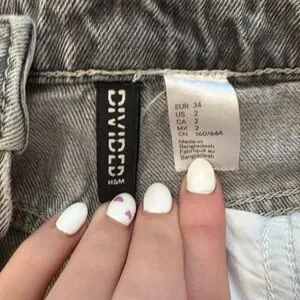 DIVIDED
H&M
EUR 34
US 2
CA 2
MX 2
CN 160/64A
Made in
Bangladesh
Fabriqué au
Bangladesh